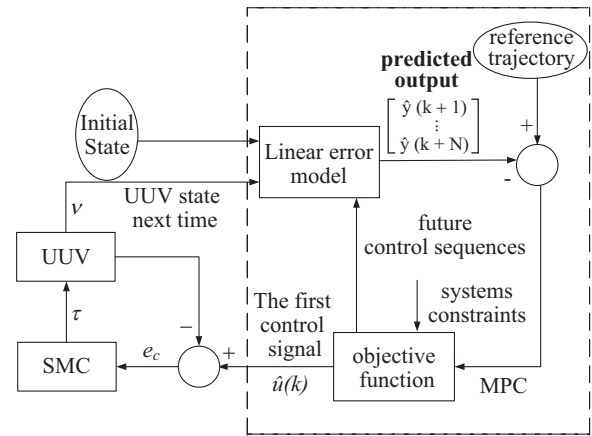 reference
trajectory
predicted
output
ŷ (k + 1)
⋮
ŷ (k + N)
Initial
State
Linear error
model
+
-
ν
UUV state
next time
future
control sequences
UUV
The first
control
signal
systems
constraints
τ
−
+
SMC
e_c
û(k)
objective
function
MPC